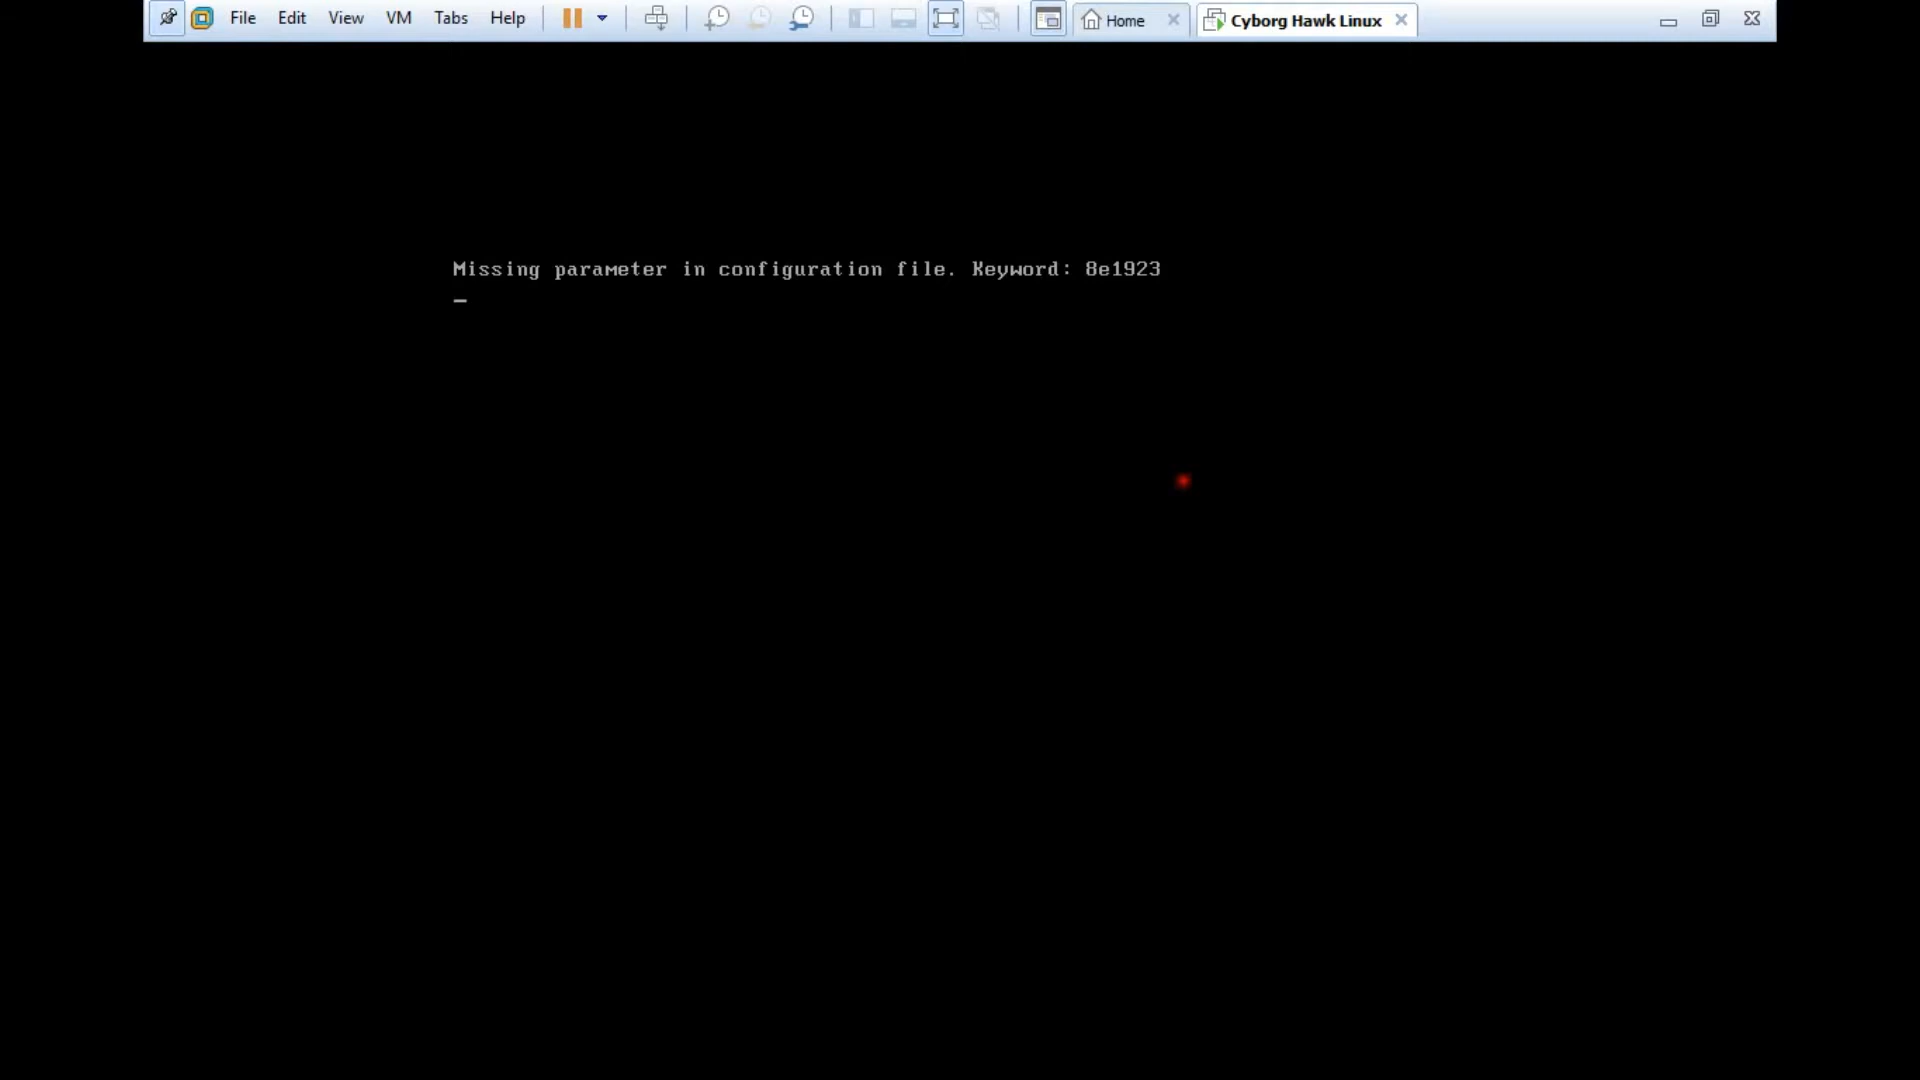 File Edit View VM Tabs Help Home Cyborg Hawk Linux
Missing parameter in configuration file. Keyword: 8e1923